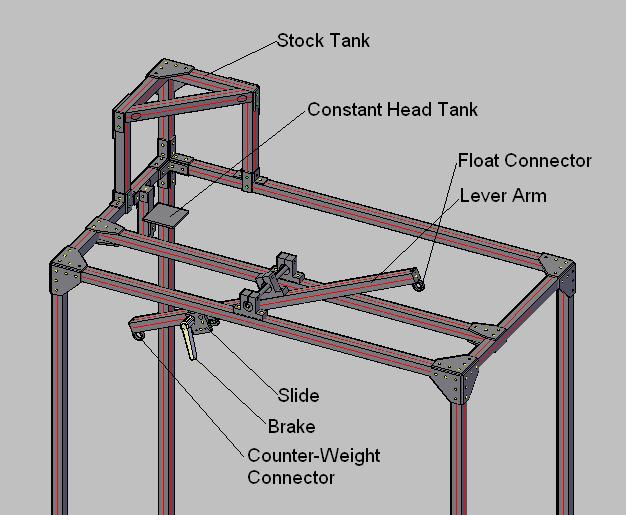 Stock Tank
Constant Head Tank
Float Connector
Lever Arm
Slide
Brake
Counter-Weight
Connector